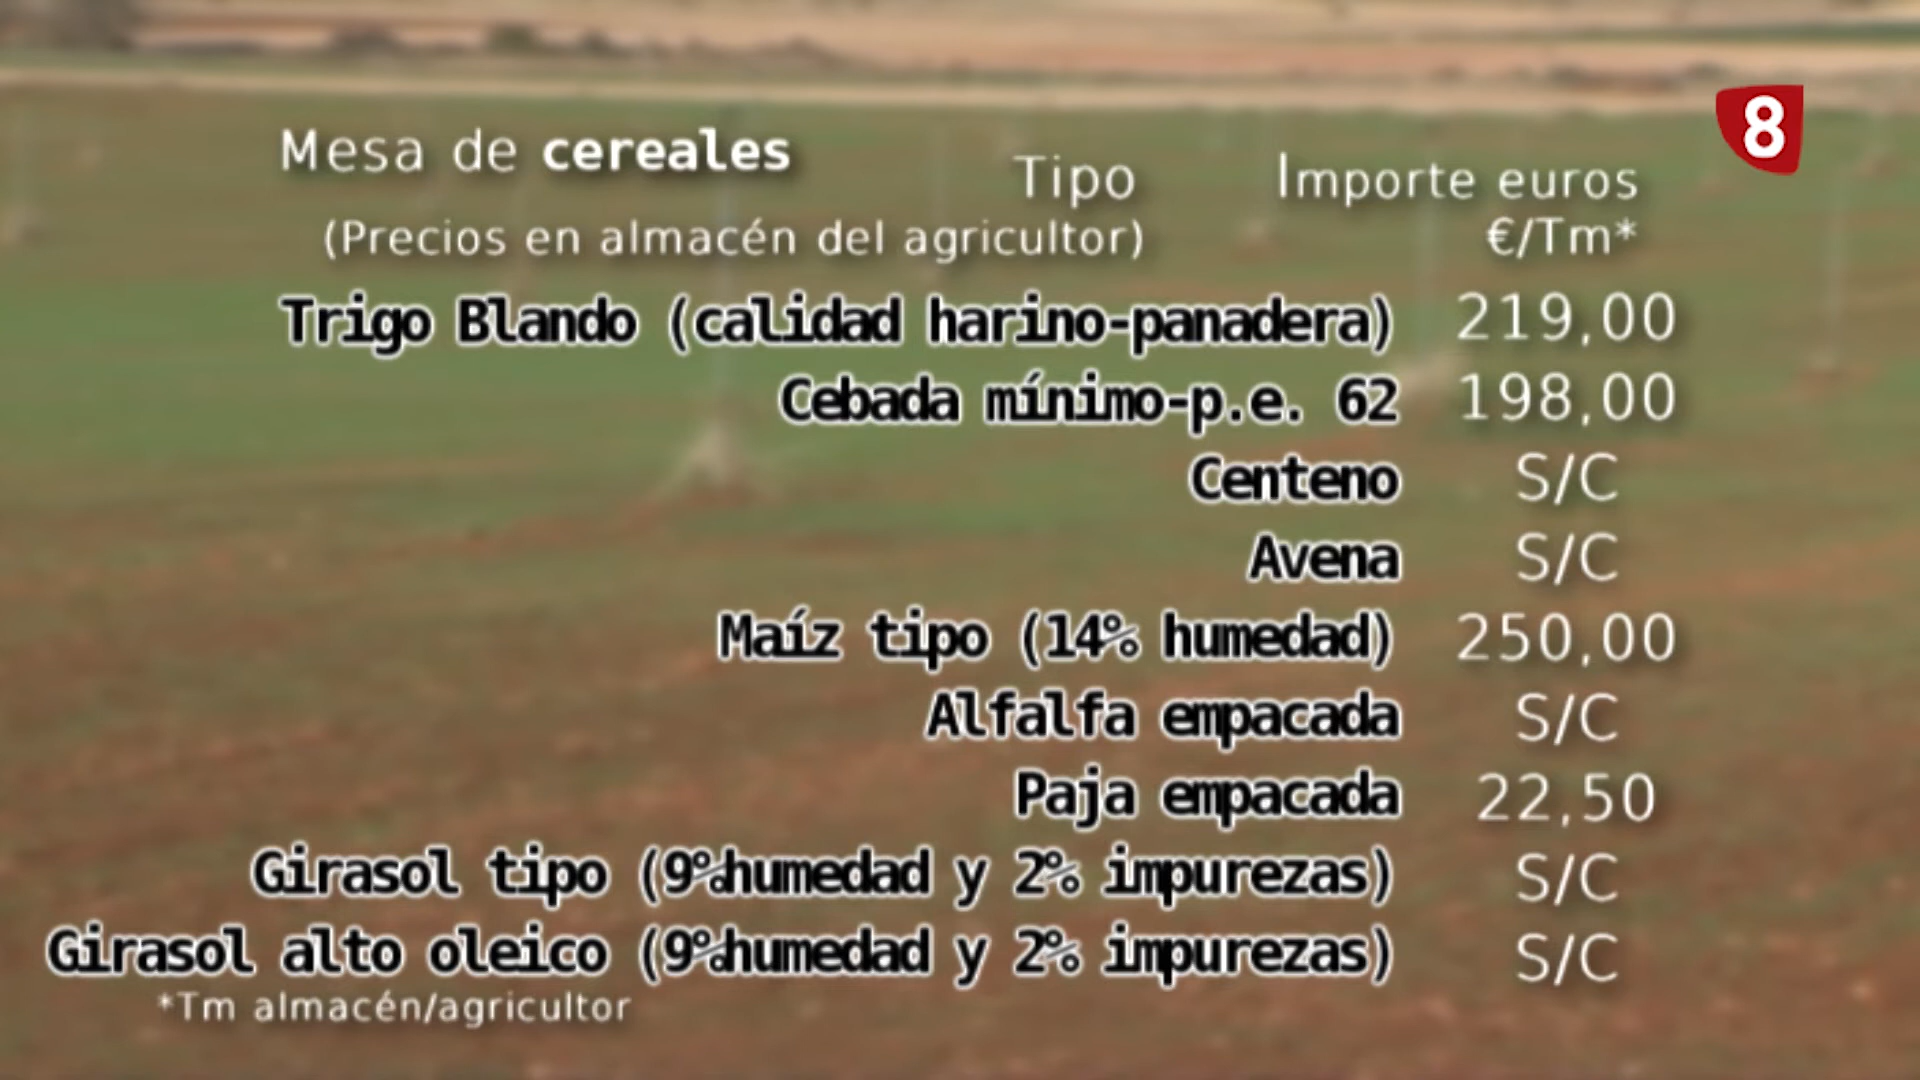 8
Mesa de cereales
Tipo
Importe euros
(Precios en almacén del agricultor)
€/Tm*
Trigo Blando (calidad harino-panadera) 219,00
Cebada mínimo-p.e. 62 198,00
Centeno S/C
Avena S/C
Maíz tipo (14% humedad) 250,00
Alfalfa empacada S/C
Paja empacada 22,50
Girasol tipo (9%humedad y 2% impurezas) S/C
Girasol alto oleico (9%humedad y 2% impurezas) S/C
*Tm almacén/agricultor